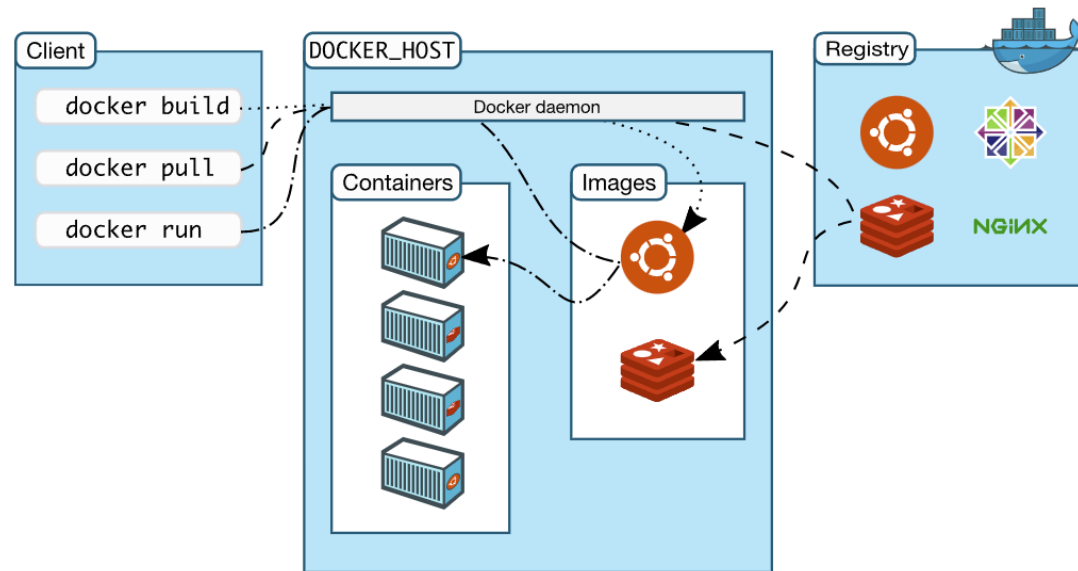 Client
docker build
docker pull
docker run
DOCKER_HOST
Docker daemon
Containers
Images
Registry
NGiNX